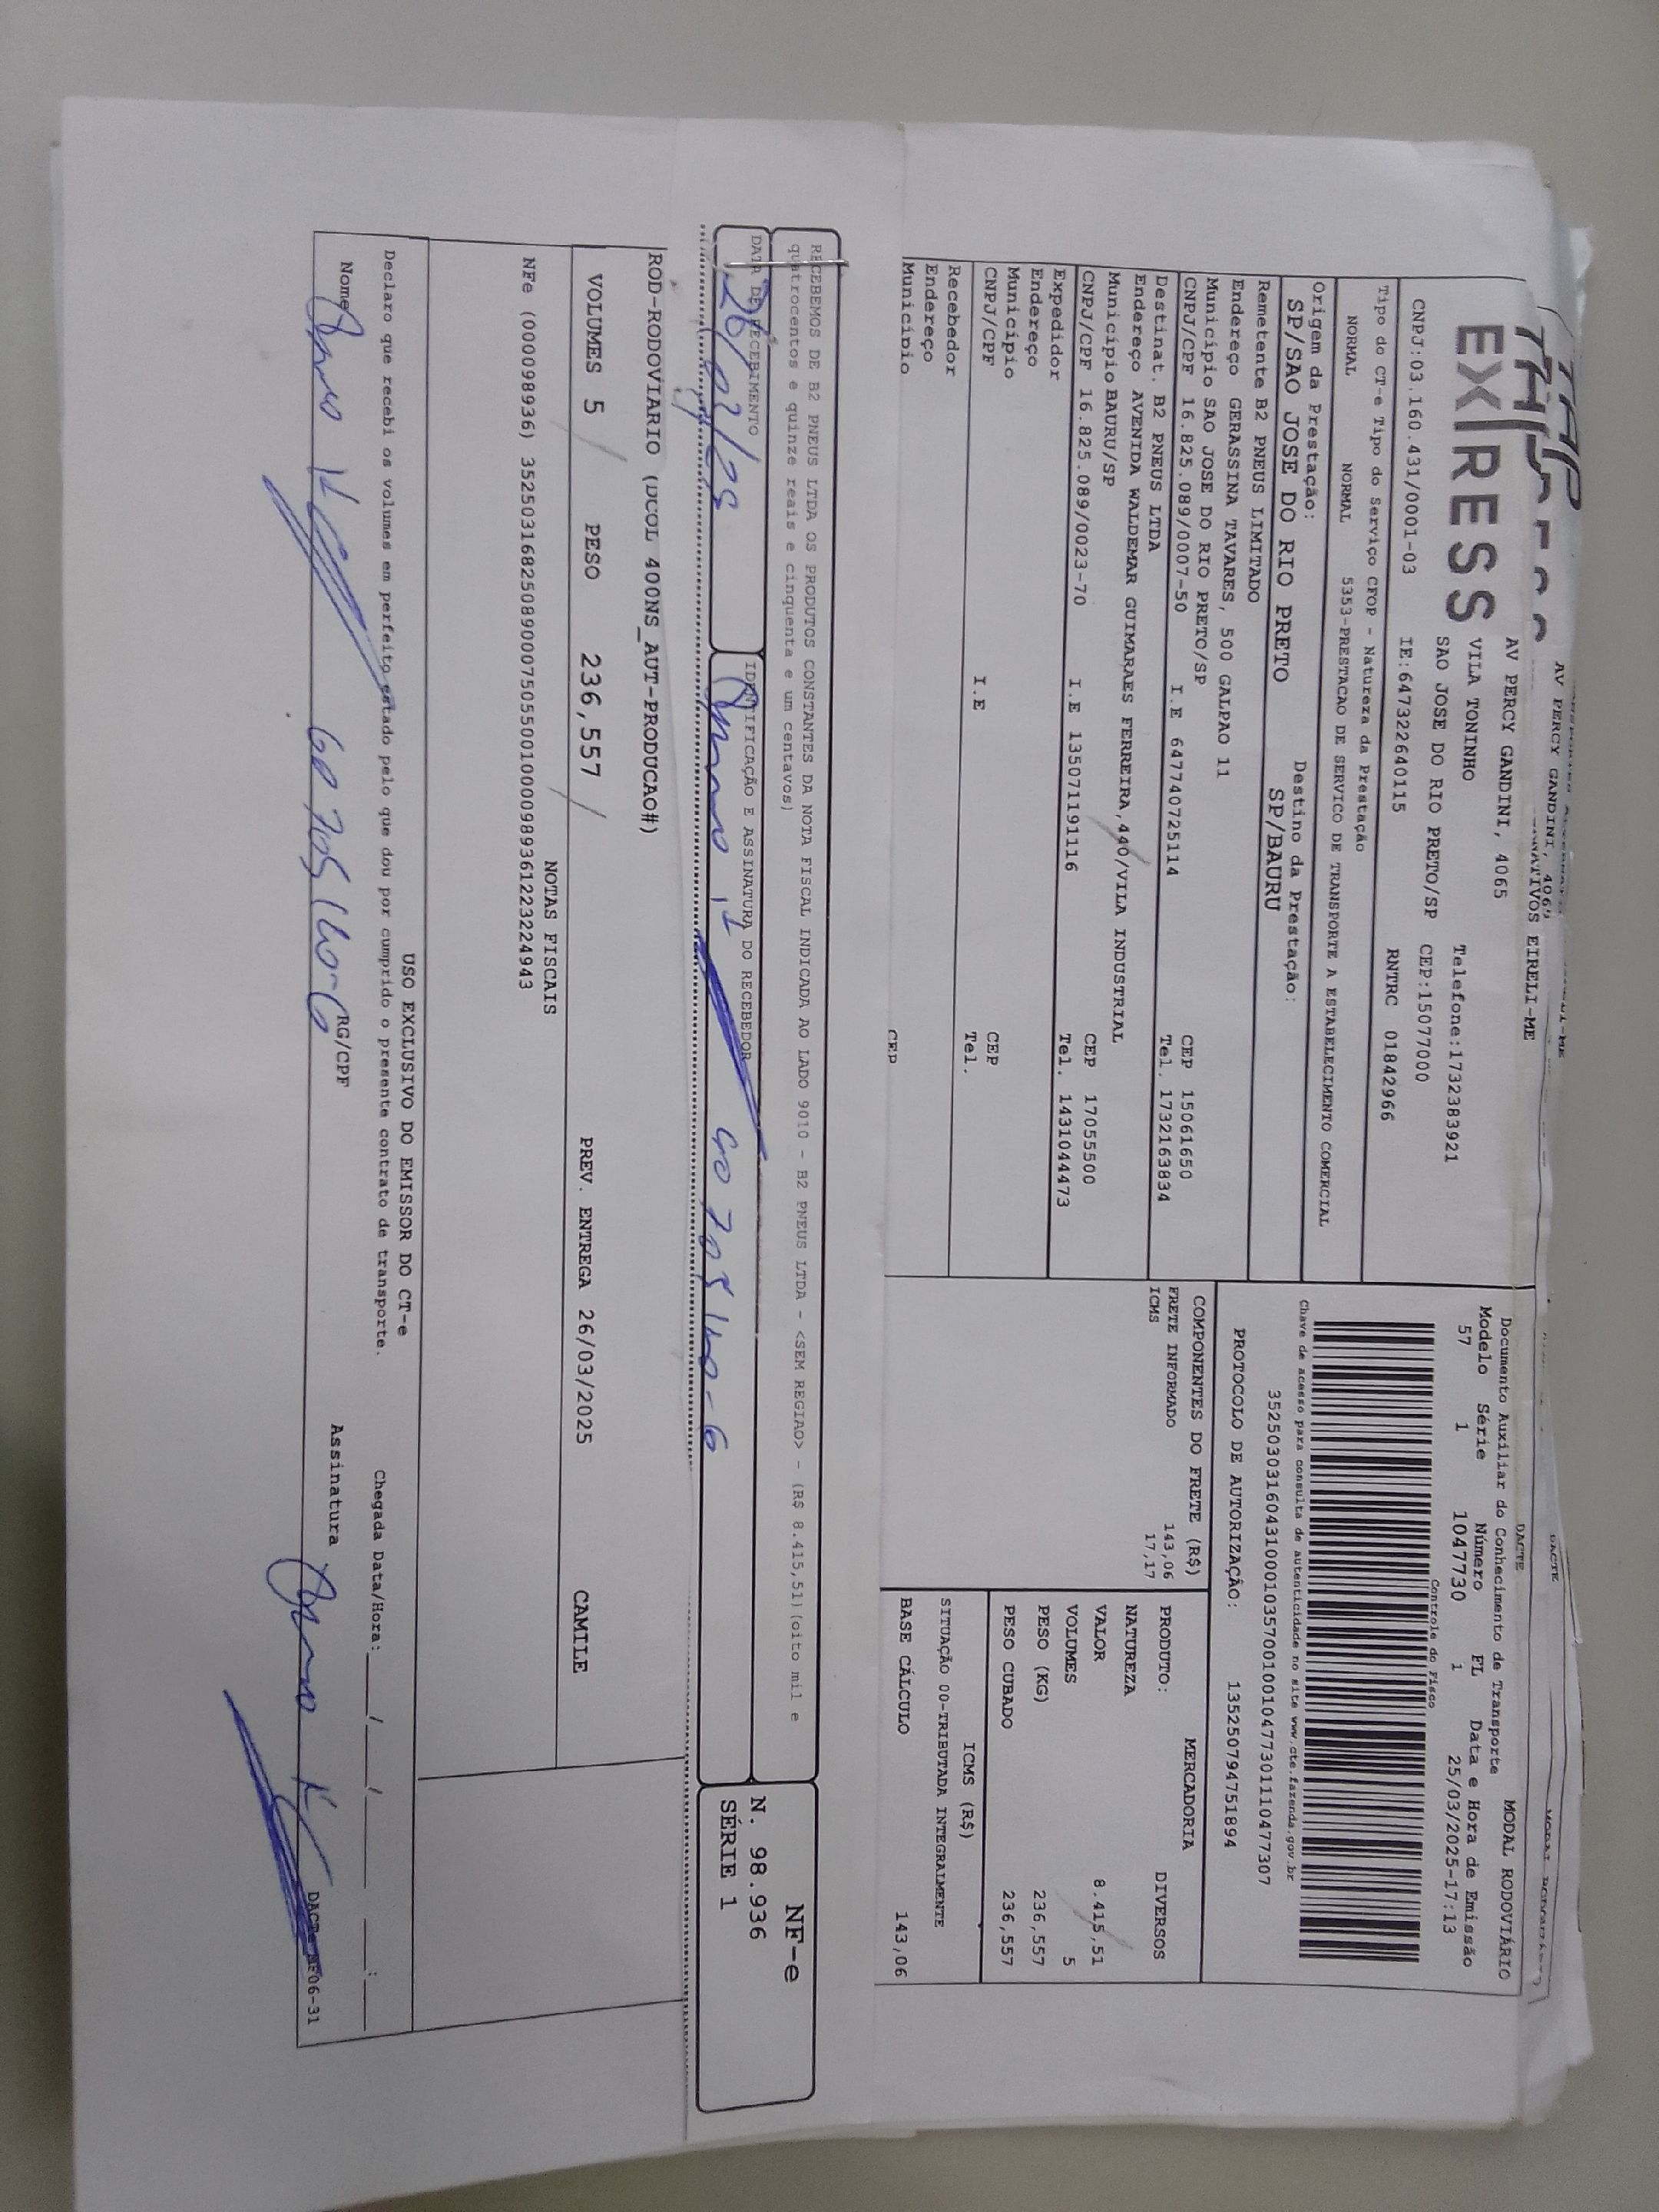 AV PERCY GANDINI, 4065
EIRELI-ME
EXPRESS
AV PERCY GANDINI, 4065
VILA TONINHO
Telefone:1732383921
SAO JOSE DO RIO PRETO/SP CEP:15077000
CNPJ:03.160.431/0001-03 IE:647322640115 RNTRC 01842966
Tipo do CT-e Tipo do Serviço CFOP - Natureza da Prestação
NORMAL NORMAL 5353-PRESTACAO DE SERVICO DE TRANSPORTE A ESTABELECIMENTO COMERCIAL
Origem da Prestação: Destino da Prestação:
SP/SAO JOSE DO RIO PRETO SP/BAURU
Remetente B2 PNEUS LIMITADO
Endereço GERASSINA TAVARES, 500 GALPAO 11
Município SAO JOSE DO RIO PRETO/SP CEP 15061650
CNPJ/CPF 16.825.089/0007-50 I.E 647740725114 Tel. 1732163834
Destinat. B2 PNEUS LTDA
Endereço AVENIDA WALDEMAR GUIMARAES FERREIRA,440/VILA INDUSTRIAL
Município BAURU/SP CEP 17055500
CNPJ/CPF 16.825.089/0023-70 I.E 135071191116 Tel. 1431044473
Expedidor
Endereço
Município CEP
CNPJ/CPF I.E Tel.
Recebedor
Endereço
Município CEP
DACTE
DACTE
Documento Auxiliar do Conhecimento de Transporte MODAL RODOVIÁRIO
Modelo Série Número FL Data e Hora de Emissão
57 1 1047730 1 25/03/2025-17:13
Controle do Fisco
Chave de acesso para consulta de autenticidade no site www.cte.fazenda.gov.br
35250303160431000103570010010477301110477307
PROTOCOLO DE AUTORIZAÇÃO: 135250794751894
COMPONENTES DO FRETE (R$)
FRETE INFORMADO 143,06
ICMS 17,17
MERCADORIA
PRODUTO: DIVERSOS
NATUREZA
VALOR 8.415,51
VOLUMES 5
PESO (KG) 236,557
PESO CUBADO 236,557
ICMS (R$)
SITUAÇÃO 00-TRIBUTADA INTEGRALMENTE
BASE CÁLCULO 143,06
RECEBEMOS DE B2 PNEUS LTDA OS PRODUTOS CONSTANTES DA NOTA FISCAL INDICADA AO LADO 9010 - B2 PNEUS LTDA - <SEM REGIAO> - (R$ 8.415,51)(oito mil e
quatrocentos e quinze reais e cinquenta e um centavos)
DATA DE RECEBIMENTO IDENTIFICAÇÃO E ASSINATURA DO RECEBEDOR
26/03/25
NF-e
N. 98.936
SÉRIE 1
ROD-RODOVIARIO (DCOL 400NS_AUT-PRODUCAO#)
VOLUMES 5 PESO 236,557 PREV. ENTREGA 26/03/2025 CAMILE
NOTAS FISCAIS
NFe (000098936) 35250316825089000750550010000989361223224943
USO EXCLUSIVO DO EMISSOR DO CT-e
Declaro que recebi os volumes em perfeito estado pelo que dou por cumprido o presente contrato de transporte. Chegada Data/Hora: ___/___/___ ___:___
Nome RG/CPF Assinatura